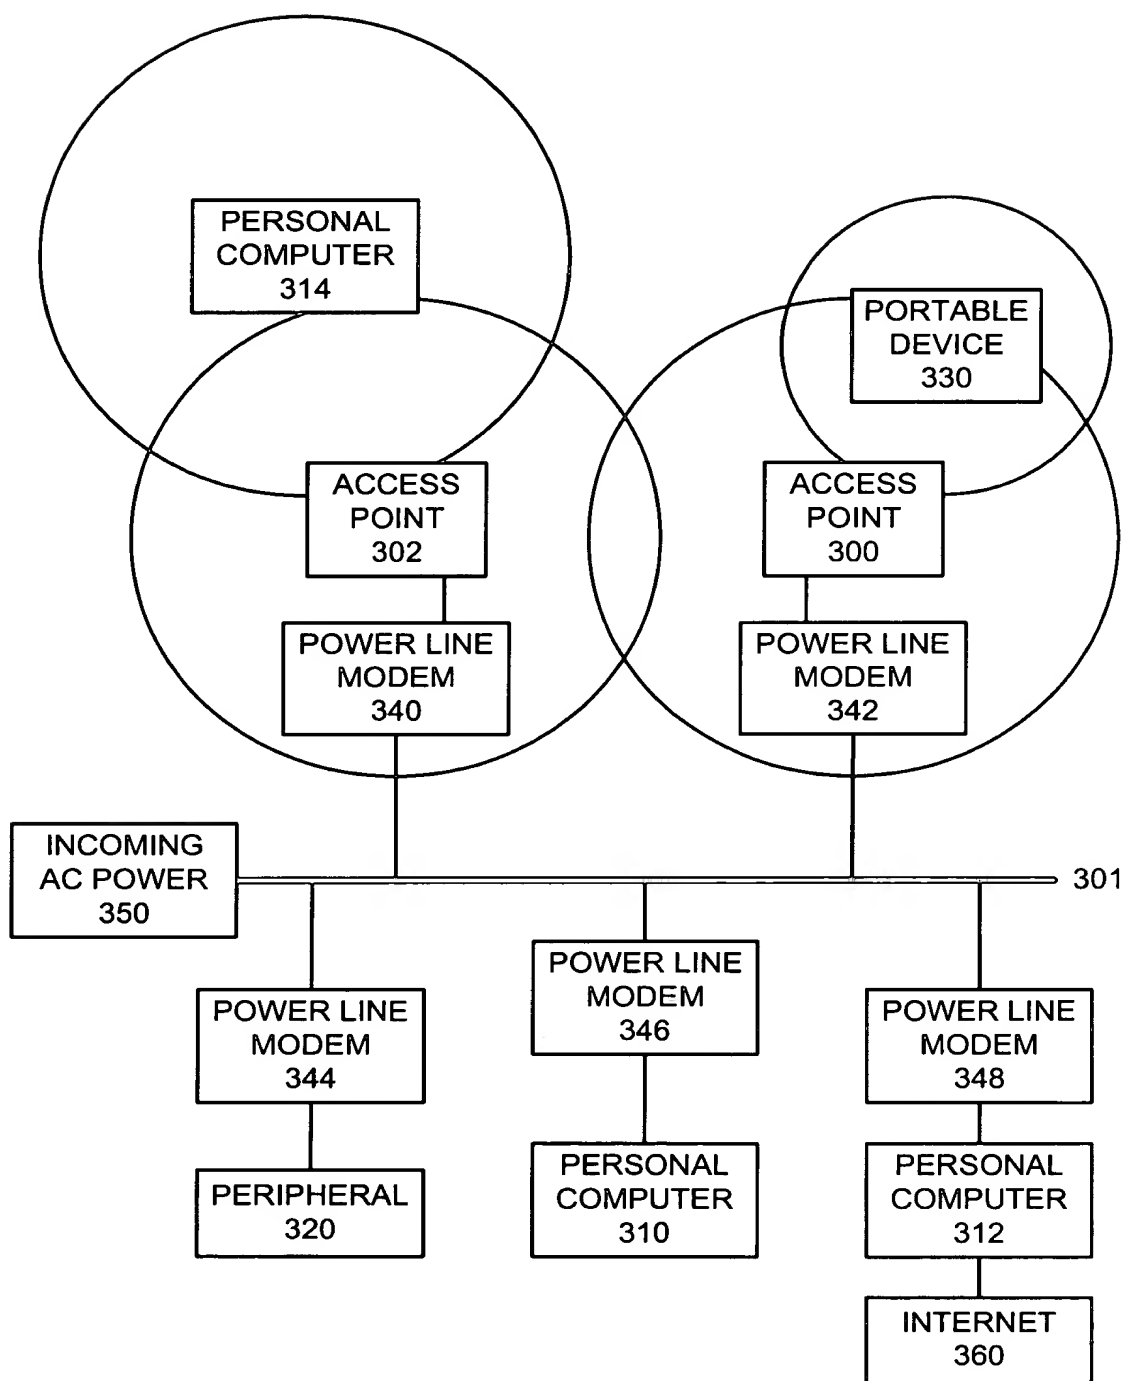 PERSONAL
COMPUTER
314
PORTABLE
DEVICE
330
ACCESS
POINT
302
ACCESS
POINT
300
POWER LINE
MODEM
340
POWER LINE
MODEM
342
INCOMING
AC POWER
350
301
POWER LINE
MODEM
344
POWER LINE
MODEM
346
POWER LINE
MODEM
348
PERIPHERAL
320
PERSONAL
COMPUTER
310
PERSONAL
COMPUTER
312
INTERNET
360